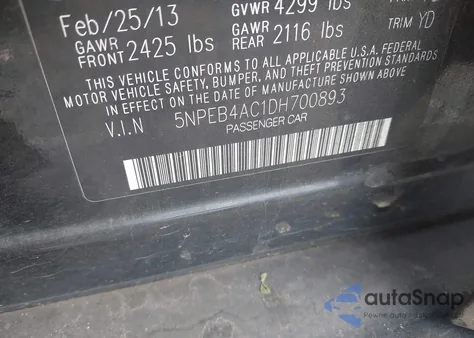 Feb/25/13 GVWR 4299 lbs
GAWR FRONT 2425 lbs GAWR REAR 2116 lbs TRIM YD
THIS VEHICLE CONFORMS TO ALL APPLICABLE U.S.A. FEDERAL
MOTOR VEHICLE SAFETY, BUMPER, AND THEFT PREVENTION STANDARDS
IN EFFECT ON THE DATE OF MANUFACTURE SHOWN ABOVE.
V.I.N 5NPEB4AC1DH700893
PASSENGER CAR
autoSnap